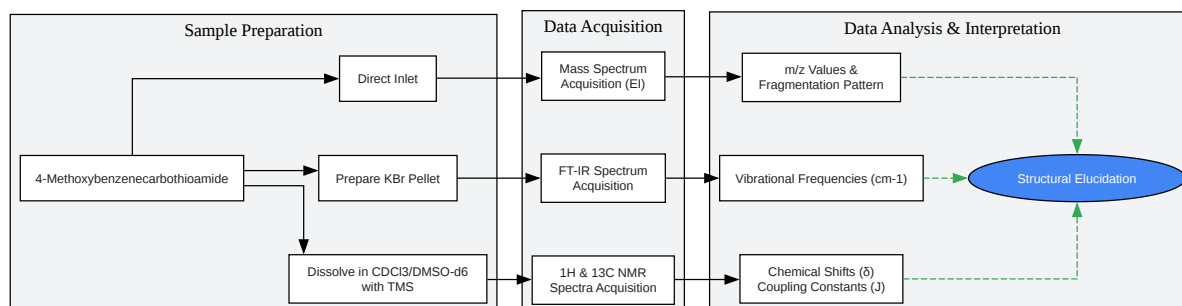 Sample Preparation
Data Acquisition
Data Analysis & Interpretation
Direct Inlet
Mass Spectrum
Acquisition (EI)
m/z Values &
Fragmentation Pattern
4-Methoxybenzenecarbothioamide
Prepare KBr Pellet
FT-IR Spectrum
Acquisition
Vibrational Frequencies (cm-1)
Structural Elucidation
Dissolve in CDCl3/DMSO-d6
with TMS
1H & 13C NMR
Spectra Acquisition
Chemical Shifts (δ)
Coupling Constants (J)